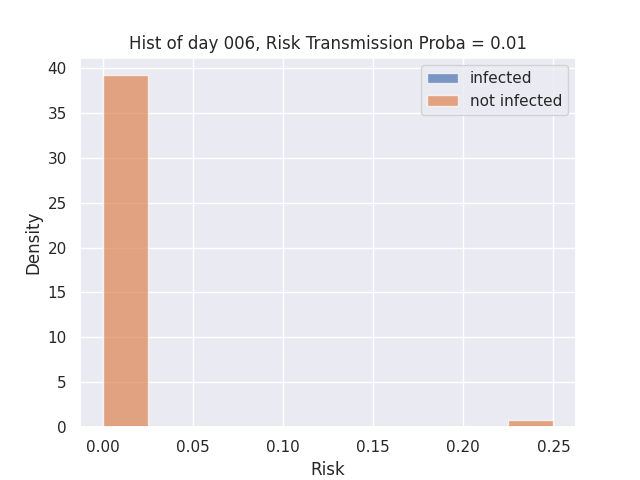 Hist of day 006, Risk Transmission Proba = 0.01
infected
not infected
Density
40
35
30
25
20
15
10
5
0
0.00 0.05 0.10 0.15 0.20 0.25
Risk